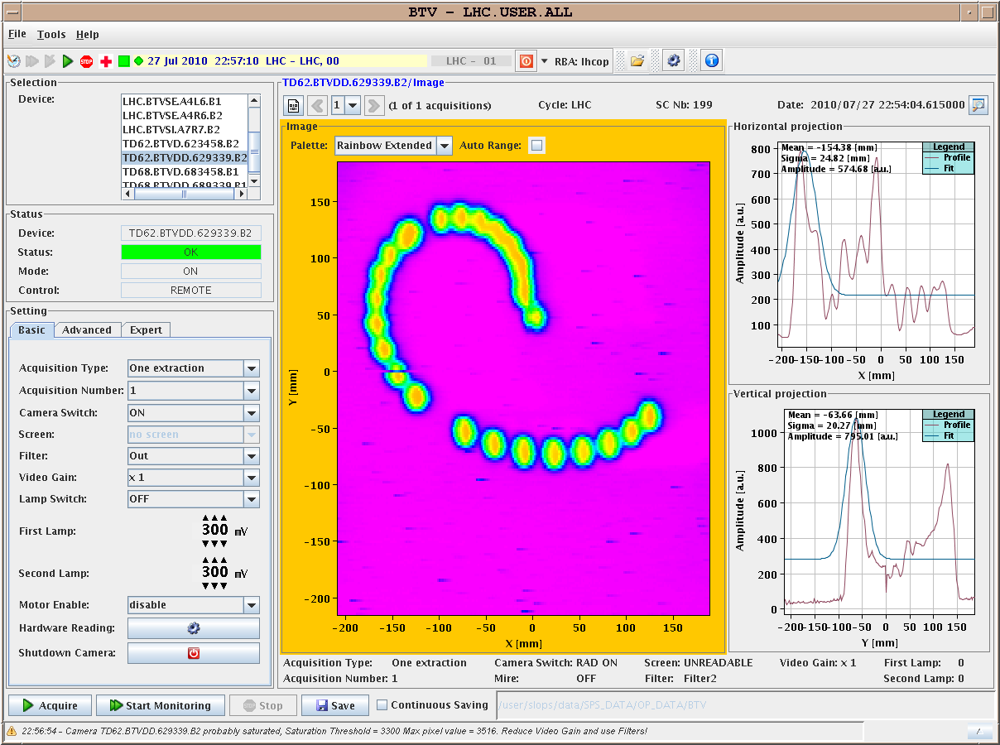 BTV - LHC.USER.ALL
File Tools Help
STOP 27 Jul 2010 22:57:10 LHC - LHC, 00 LHC - 01 RBA: lhcop
Selection
Device:
LHC.BTVSE.A4L6.B1
LHC.BTVSE.A4R6.B2
LHC.BTVSI.A7R7.B2
TD62.BTVD.623458.B2
TD62.BTVDD.629339.B2
TD68.BTVD.683458.B1
TD68.BTVDD.689339.B1
Status
Device: TD62.BTVDD.629339.B2
Status: OK
Mode: ON
Control: REMOTE
Setting
Basic Advanced Expert
Acquisition Type: One extraction
Acquisition Number: 1
Camera Switch: ON
Screen: no screen
Filter: Out
Video Gain: x 1
Lamp Switch: OFF
First Lamp: 300 mV
Second Lamp: 300 mV
Motor Enable: disable
Hardware Reading:
Shutdown Camera:
TD62.BTVDD.629339.B2/Image
1 (1 of 1 acquisitions) Cycle: LHC SC Nb: 199 Date: 2010/07/27 22:54:04.615000
Image
Palette: Rainbow Extended Auto Range:
150
100
50
0
-50
-100
-150
-200
Y [mm]
-200 -150 -100 -50 0 50 100 150
X [mm]
Horizontal projection
Mean = -154.38 [mm]
Sigma = 24.82 [mm]
Amplitude = 574.68 [a.u.]
Legend
Profile
Fit
800
700
600
500
400
300
200
100
Amplitude [a.u.]
-200 -150 -100 -50 0 50 100 150
X [mm]
Vertical projection
Mean = -63.66 [mm]
Sigma = 20.27 [mm]
Amplitude = 795.01 [a.u.]
Legend
Profile
Fit
1000
800
600
400
200
0
Amplitude [a.u.]
-200 -150 -100 -50 0 50 100 150
Y [mm]
Acquisition Type: One extraction Camera Switch: RAD ON Screen: UNREADABLE Video Gain: x 1 First Lamp: 0
Acquisition Number: 1 Mire: OFF Filter: Filter2 Second Lamp: 0
Acquire Start Monitoring STOP Stop Save Continuous Saving /user/slops/data/SPS_DATA/OP_DATA/BTV
22:56:54 - Camera TD62.BTVDD.629339.B2 probably saturated, Saturation Threshold = 3300 Max pixel value = 3516. Reduce Video Gain and use Filters!